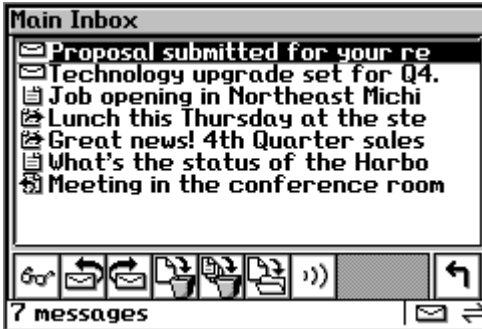 Main Inbox
Proposal submitted for your re
Technology upgrade set for Q4.
Job opening in Northeast Michi
Lunch this Thursday at the ste
Great news! 4th Quarter sales
What's the status of the Harbo
Meeting in the conference room
7 messages